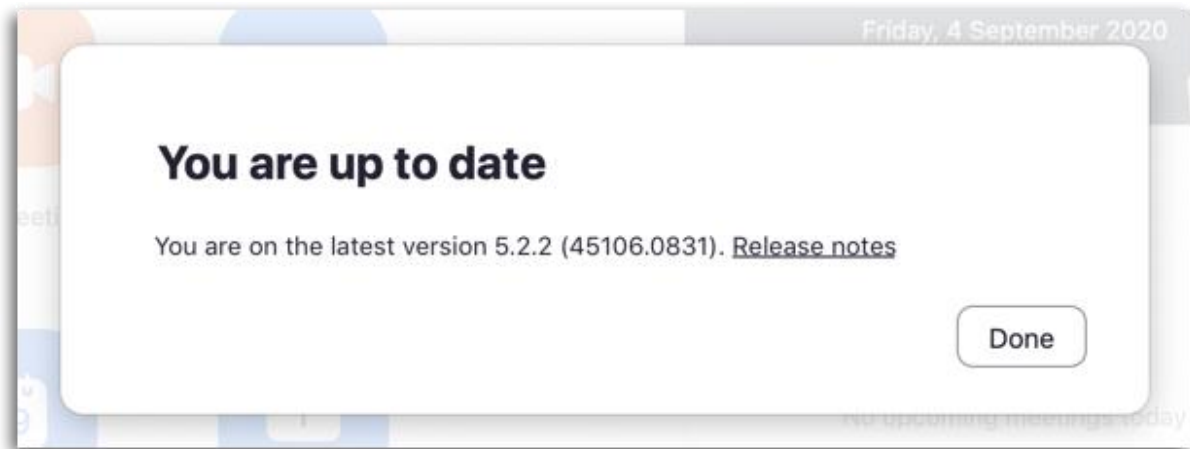 Friday, 4 September 2020
You are up to date
You are on the latest version 5.2.2 (45106.0831). Release notes
Done
No upcoming meetings today